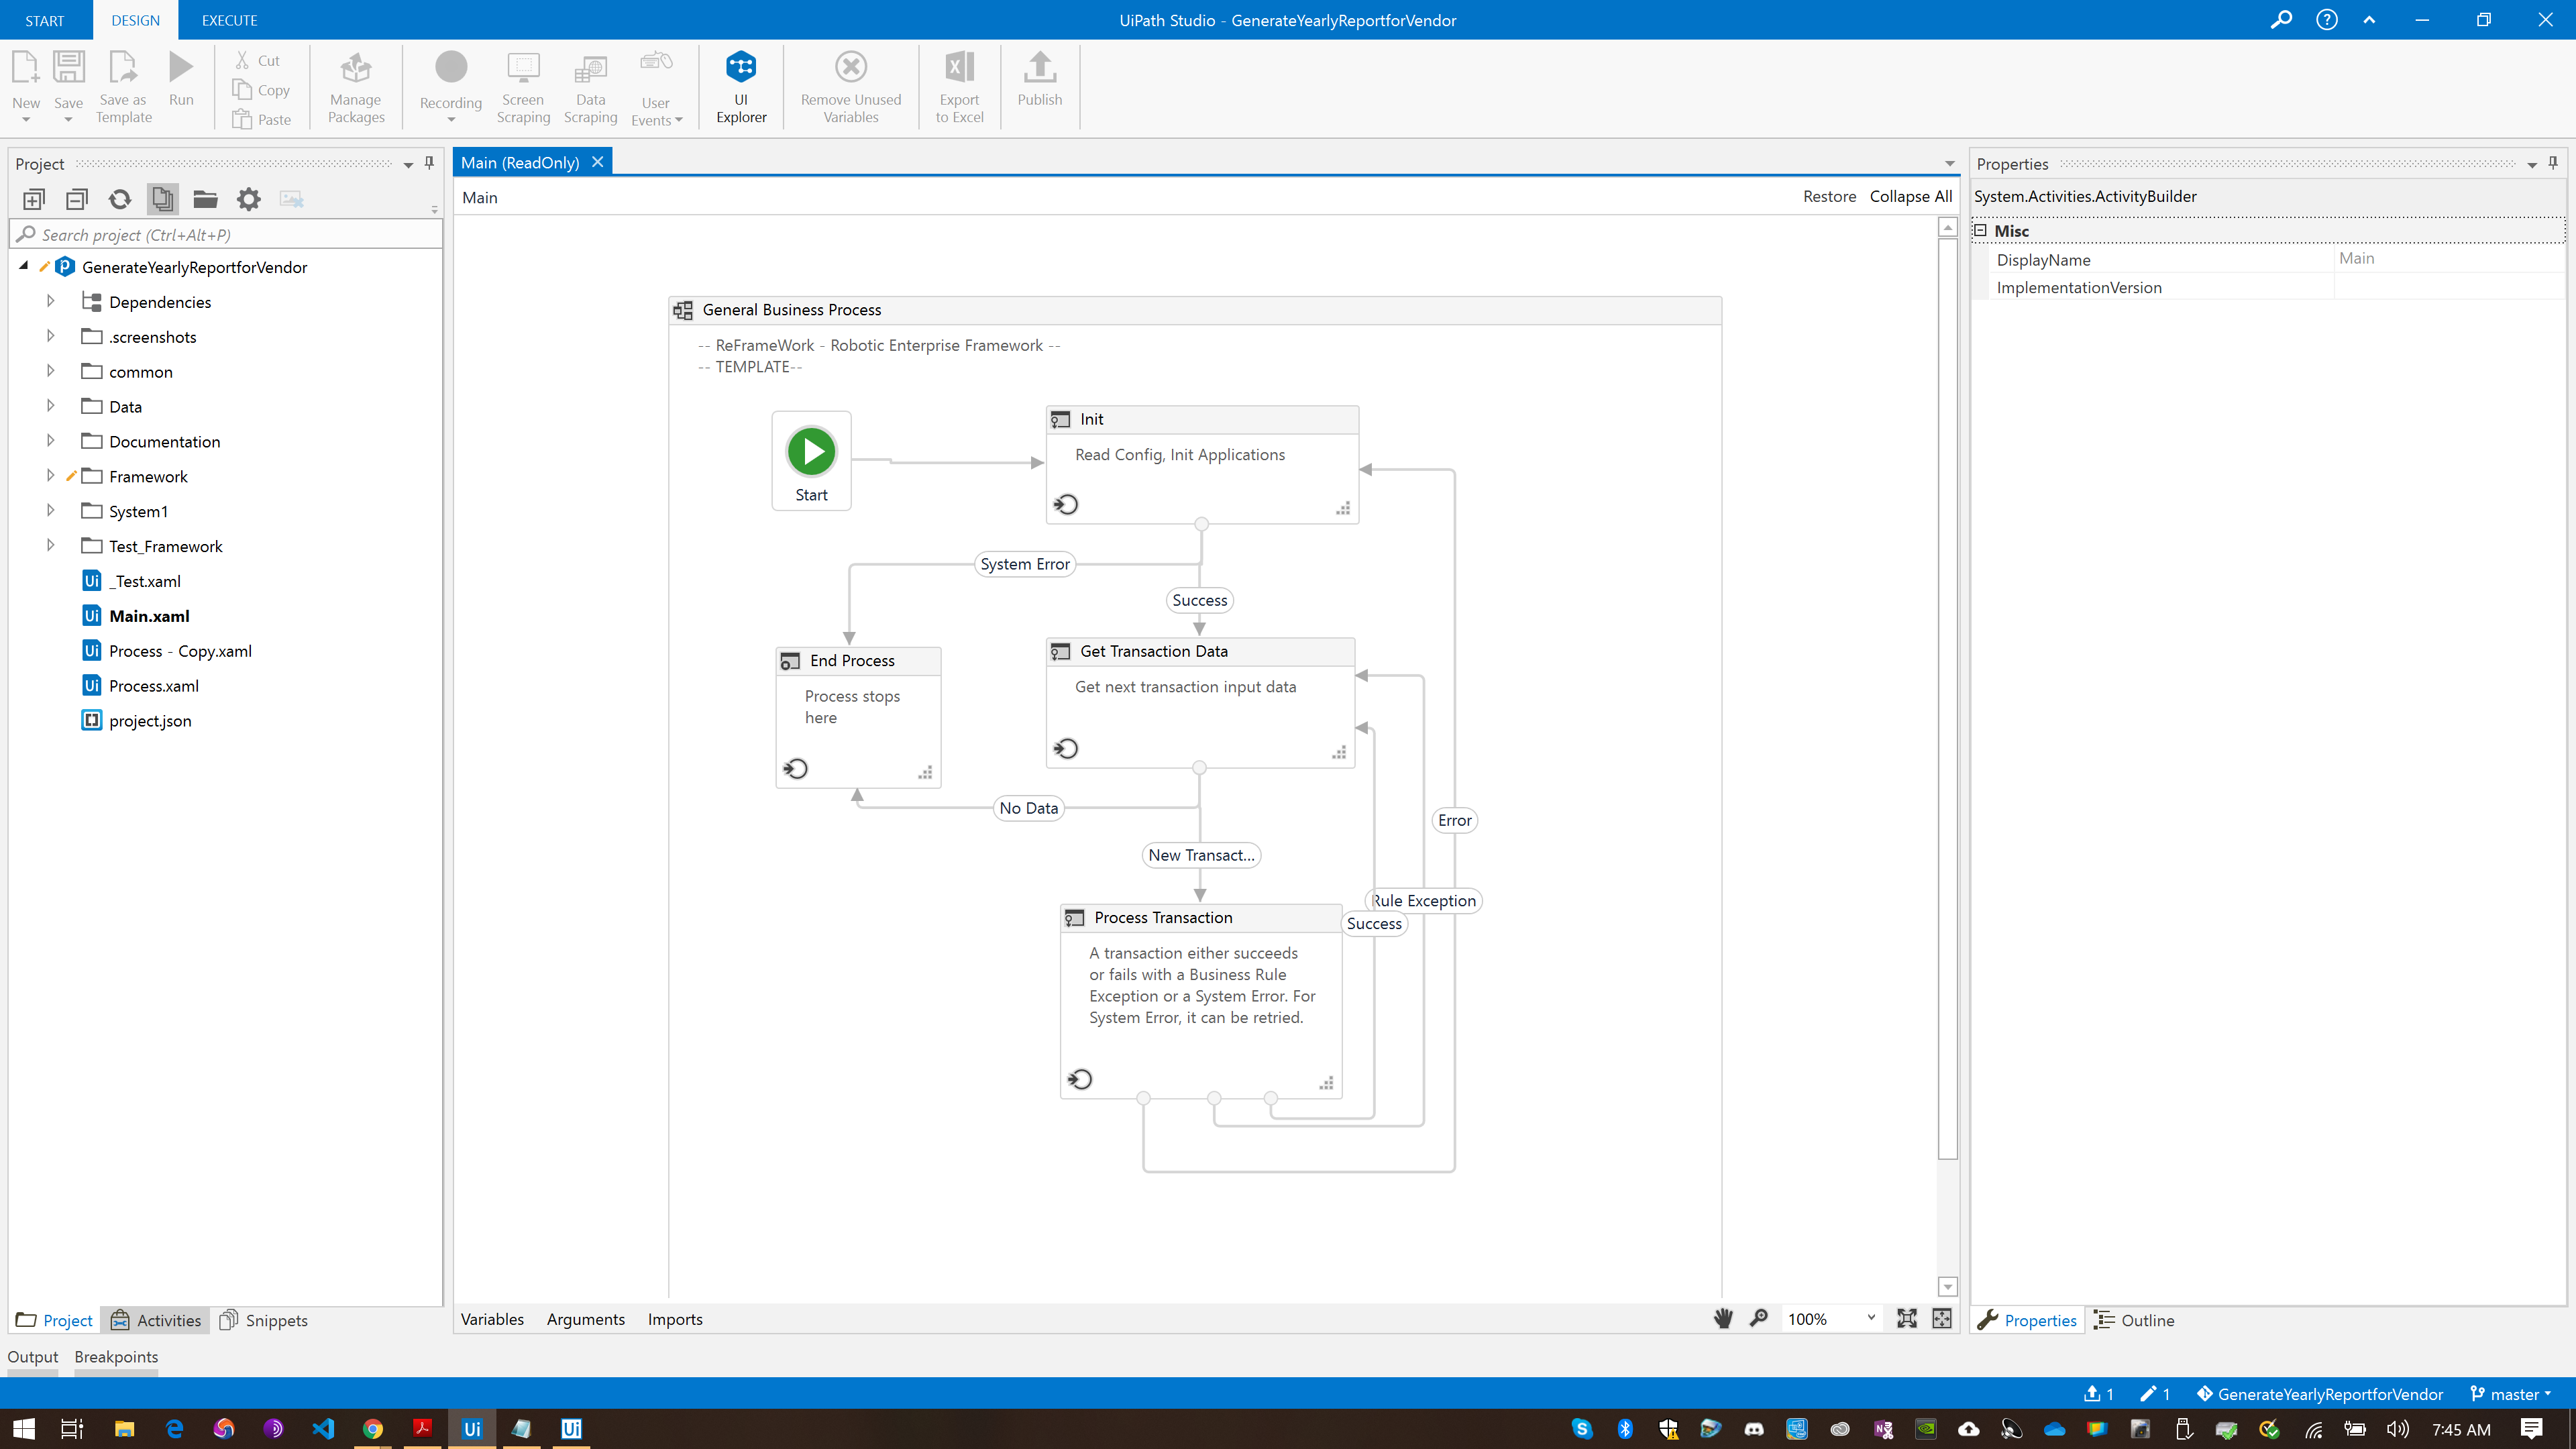 START
DESIGN
EXECUTE
UiPath Studio - GenerateYearlyReportforVendor
New
Save
Save as
Template
Run
Cut
Copy
Paste
Manage
Packages
Recording
Screen
Scraping
Data
Scraping
User
Events
UI
Explorer
Remove Unused
Variables
Export
to Excel
Publish
Project
Search project (Ctrl+Alt+P)
GenerateYearlyReportforVendor
Dependencies
.screenshots
common
Data
Documentation
Framework
System1
Test_Framework
_Test.xaml
Main.xaml
Process - Copy.xaml
Process.xaml
project.json
Project
Activities
Snippets
Main (ReadOnly)
Main
Restore
Collapse All
General Business Process
-- ReFrameWork - Robotic Enterprise Framework --
-- TEMPLATE--
Start
Init
Read Config, Init Applications
System Error
Success
End Process
Process stops
here
Get Transaction Data
Get next transaction input data
No Data
New Transact...
Error
Rule Exception
Success
Process Transaction
A transaction either succeeds
or fails with a Business Rule
Exception or a System Error. For
System Error, it can be retried.
Variables
Arguments
Imports
100%
Properties
System.Activities.ActivityBuilder
Misc
DisplayName
Main
ImplementationVersion
Properties
Outline
Output
Breakpoints
1
1
GenerateYearlyReportforVendor
master
7:45 AM